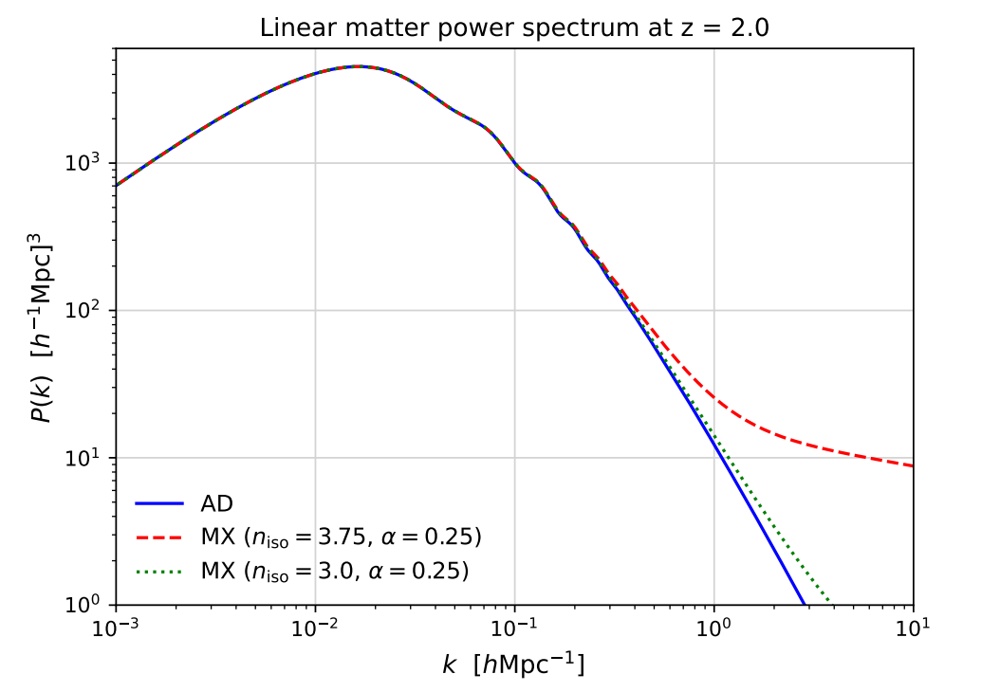 Linear matter power spectrum at z = 2.0
P(k) [h⁻¹Mpc]³
10³
10²
10¹
10⁰
AD
MX (n_iso = 3.75, α = 0.25)
MX (n_iso = 3.0, α = 0.25)
10⁻³ 10⁻² 10⁻¹ 10⁰ 10¹
k [hMpc⁻¹]